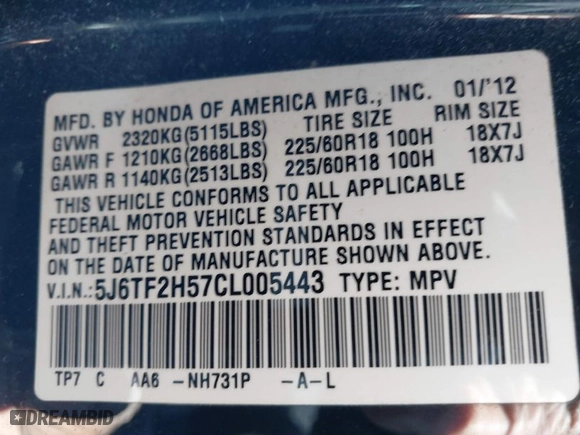 MFD. BY HONDA OF AMERICA MFG., INC. 01/'12
GVWR 2320KG(5115LBS) TIRE SIZE RIM SIZE
GAWR F 1210KG(2668LBS) 225/60R18 100H 18X7J
GAWR R 1140KG(2513LBS) 225/60R18 100H 18X7J
THIS VEHICLE CONFORMS TO ALL APPLICABLE
FEDERAL MOTOR VEHICLE SAFETY
AND THEFT PREVENTION STANDARDS IN EFFECT
ON THE DATE OF MANUFACTURE SHOWN ABOVE.
V.I.N.:5J6TF2H57CL005443 TYPE: MPV
TP7 C AA6 -NH731P -A-L
DREAMBID